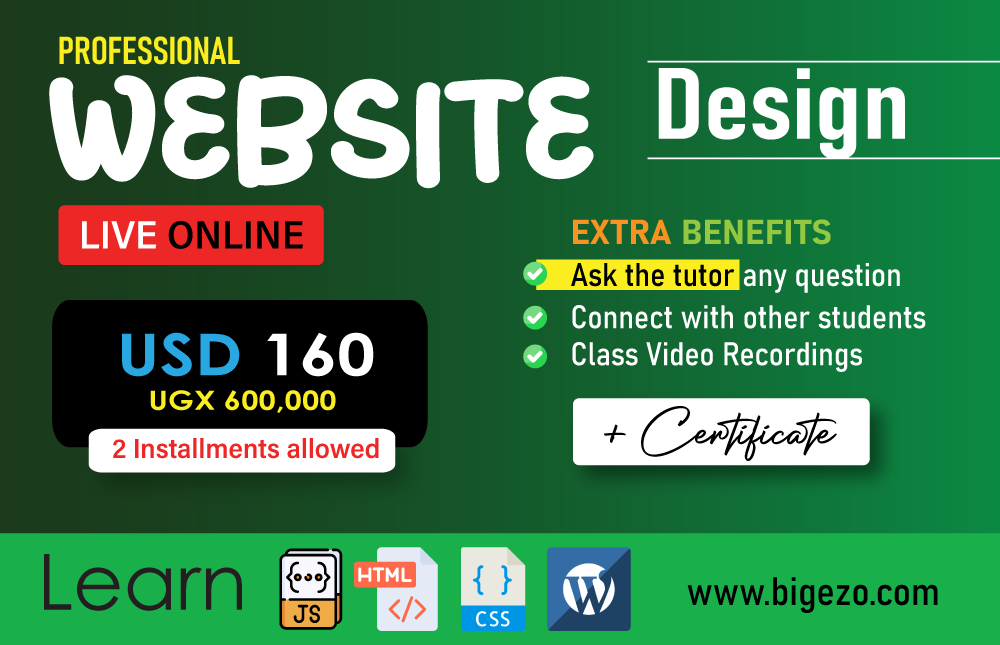 PROFESSIONAL
WEBSITE
Design
LIVE ONLINE
USD 160
UGX 600,000
2 Installments allowed
EXTRA BENEFITS
Ask the tutor any question
Connect with other students
Class Video Recordings
+ Certificate
Learn
{...}
JS
HTML
</>
{ }
CSS
W
www.bigezo.com